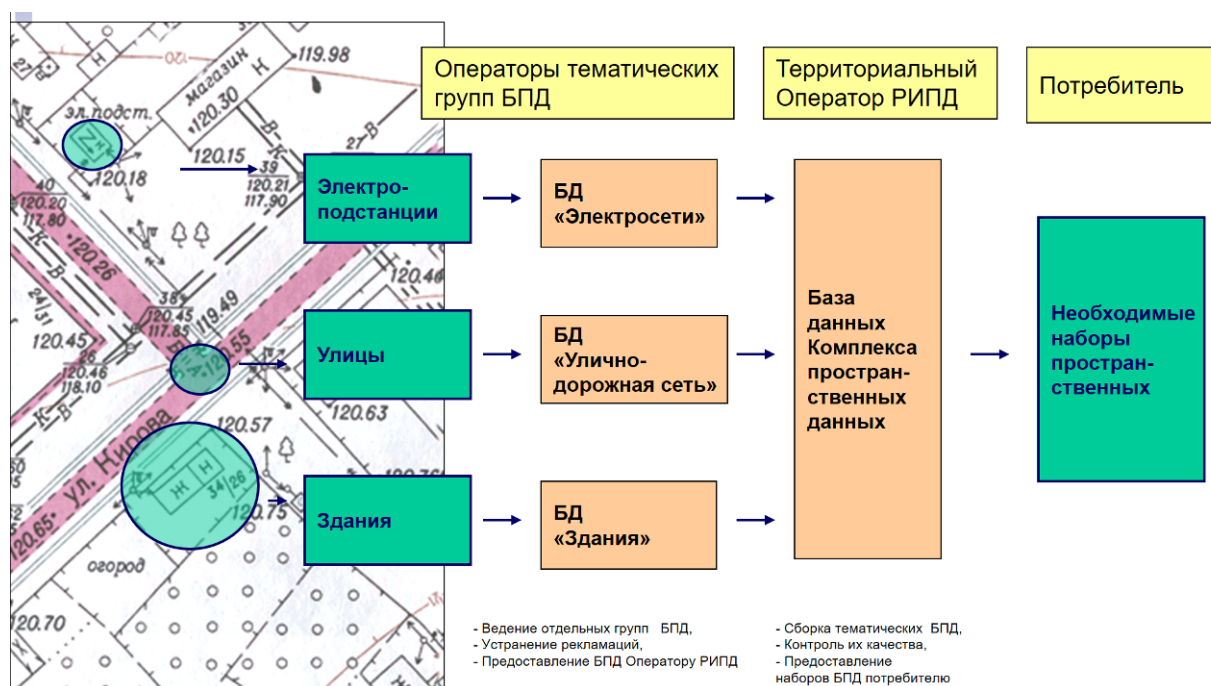 Операторы тематических
групп БПД
Территориальный
Оператор РИПД
Потребитель
Электро-
подстанции
БД
«Электросети»
Улицы
БД
«Улично-
дорожная сеть»
Здания
БД
«Здания»
База
данных
Комплекса
простран-
ственных
данных
Необходимые
наборы
простран-
ственных
- Ведение отдельных групп БПД,
- Устранение рекламаций,
- Предоставление БПД Оператору РИПД
- Сборка тематических БПД,
- Контроль их качества,
- Предоставление
наборов БПД потребителю
119.98
120
магазин
Н
120.30
эл.подст.
120.15
120.18
27
39
120.21
117.90
40
120.20
117.80
120.26
38
120.45
117.85
119.49
120.55
120.44
24/31
120.45
26
120.46
118.10
120.63
120.57
ул. Кирова
Ж
Н
34/26
120.75
120.65
огород
120.70